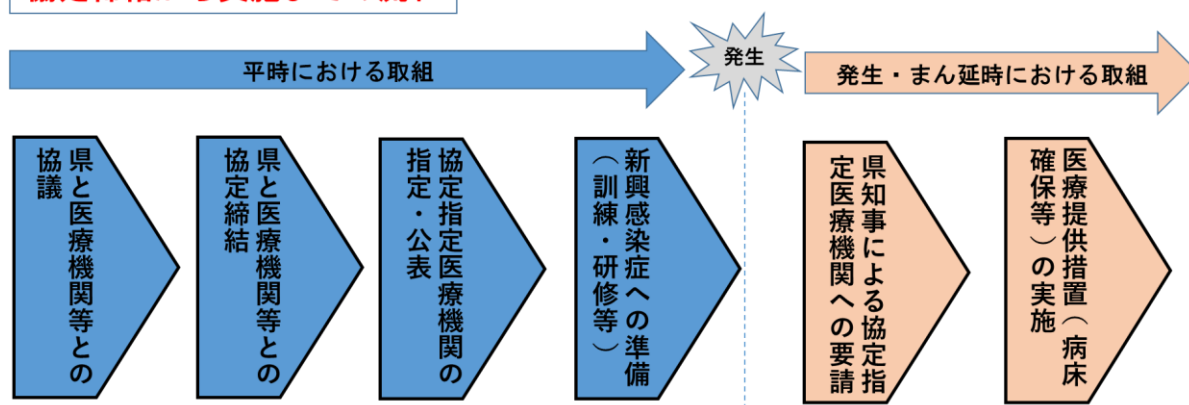 平時における取組
発生
発生・まん延時における取組
県と医療機関等との
協議
県と医療機関等との
協定締結
協定指定医療機関の
指定・公表
新興感染症への準備
（訓練・研修等）
県知事による協定指
定医療機関への要請
医療提供措置（病床
確保等）の実施